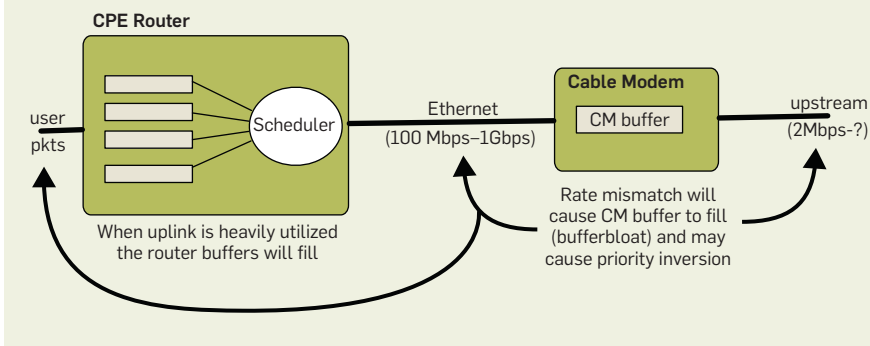 CPE Router
Cable Modem
user
pkts
Scheduler
Ethernet
(100 Mbps–1Gbps)
CM buffer
upstream
(2Mbps-?)
When uplink is heavily utilized
the router buffers will fill
Rate mismatch will
cause CM buffer to fill
(bufferbloat) and may
cause priority inversion